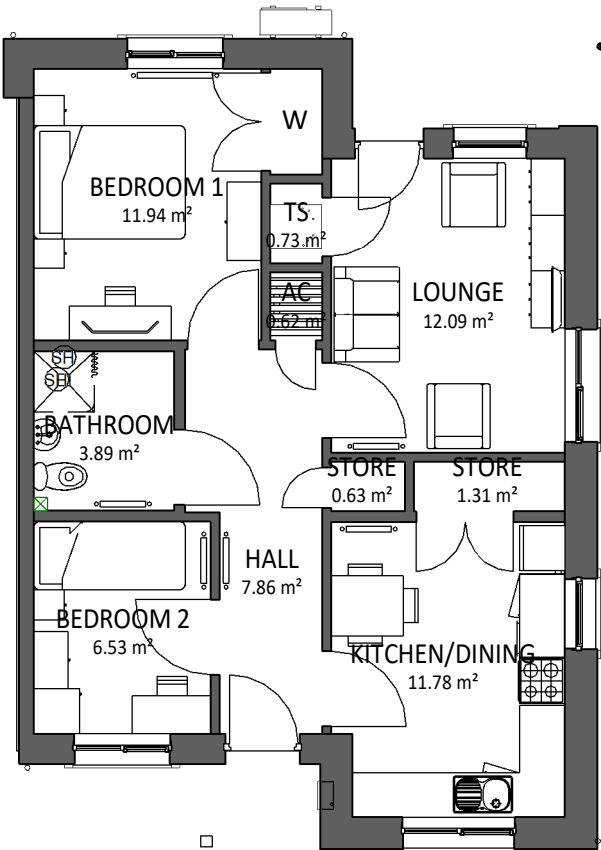 W
BEDROOM 1
11.94 m²
TS
0.73 m²
AC
0.62 m²
LOUNGE
12.09 m²
SH
SH
BATHROOM
3.89 m²
STORE
0.63 m²
STORE
1.31 m²
HALL
7.86 m²
BEDROOM 2
6.53 m²
KITCHEN/DINING
11.78 m²